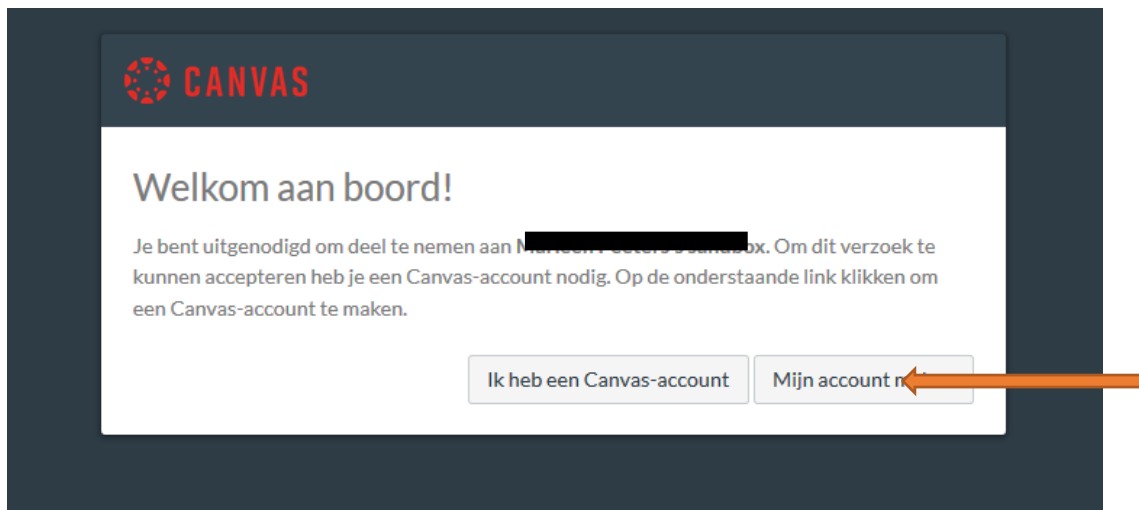 CANVAS
Welkom aan boord!
Je bent uitgenodigd om deel te nemen aan Om dit verzoek te
kunnen accepteren heb je een Canvas-account nodig. Op de onderstaande link klikken om
een Canvas-account te maken.
Ik heb een Canvas-account Mijn account